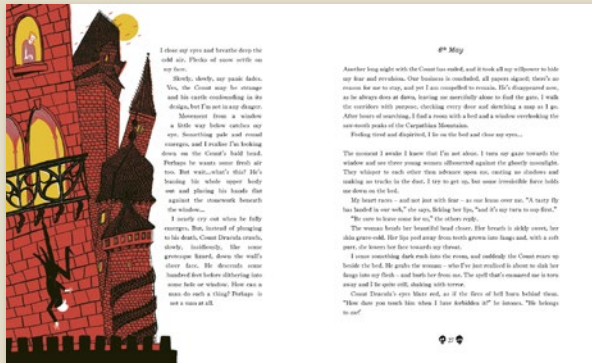 I close my eyes and breathe deep the
cold air. Flecks of snow settle on
my face.
Slowly, slowly, my panic fades.
Yes, the Count may be strange
and his castle confounding in its
design, but I'm not in any danger.
Movement from a window
a little way below catches my
eye. Something pale and round
emerges, and I realise I'm looking
down on the Count's bald head.
Perhaps he wants some fresh air
too. But wait...what's this? He's
heaving his whole upper body
out and placing his hands flat
against the stonework beneath
the window...
I nearly cry out when he fully
emerges. But, instead of plunging
to his death, Count Dracula crawls,
slowly, insidiously, like some
grotesque lizard, down the wall's
sheer face. He descends some
hundred feet before slithering into
some hole or window. How can a
man do such a thing? Perhaps he is
not a man at all.
6th May
Another long night with the Count has ended, and it took all my willpower to hide
my fear and revulsion. Our business is concluded, all papers signed; there's no
reason for me to stay, and yet I am compelled to remain. He's disappeared now,
as he always does at dawn, leaving me mercifully alone to find the gate. I walk
the corridors with purpose, checking every door and sketching a map as I go.
After hours of searching, I find a room with a bed and a window overlooking the
saw-tooth peaks of the Carpathian Mountains.
Feeling tired and dispirited, I lie on the bed and close my eyes...
The moment I awake I know that I'm not alone. I turn my gaze towards the
window and see three young women silhouetted against the ghostly moonlight.
They whisper to each other then advance upon me, casting no shadows and
making no tracks in the dust. I try to get up, but some irresistible force holds
me down on the bed.
My heart races – and not just with fear – as one leans over me. "A tasty fly
has landed in our web," she says, licking her lips, "and it's my turn to sup first."
"Be sure to leave some for us," the others reply.
The woman bends her beautiful head closer. Her breath is sickly sweet, her
skin grave-cold. Her lips peel away from teeth grown into fangs and, with a soft
purr, she lowers her face towards my throat.
I sense something dark rush into the room, and suddenly the Count rears up
beside the bed. He grabs the woman – who I've just realised is about to sink her
fangs into my flesh – and hurls her from me. The spell that's ensnared me is torn
away and I lie quite still, shaking with terror.
Count Dracula's eyes blaze red, as if the fires of hell burn behind them.
"How dare you touch him when I have forbidden it!" he hisses. "He belongs
to me!"